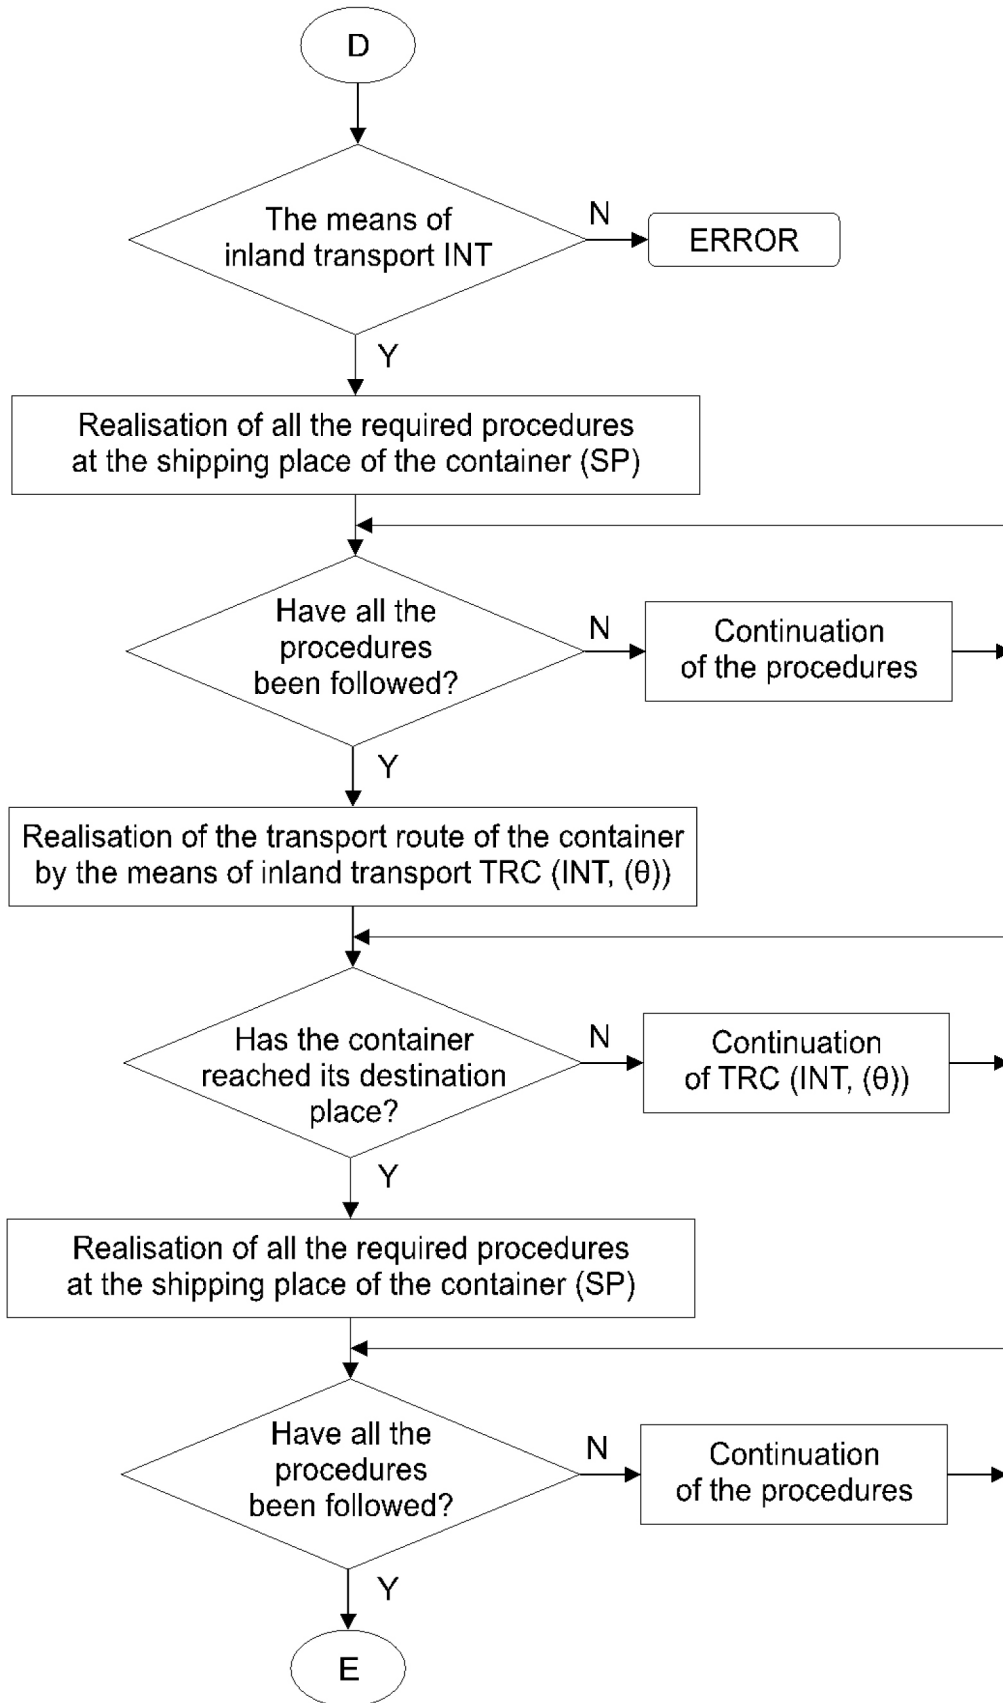 D
The means of
inland transport INT
N
ERROR
Y
Realisation of all the required procedures
at the shipping place of the container (SP)
Have all the
procedures
been followed?
N
Continuation
of the procedures
Y
Realisation of the transport route of the container
by the means of inland transport TRC (INT, (θ))
Has the container
reached its destination
place?
N
Continuation
of TRC (INT, (θ))
Y
Realisation of all the required procedures
at the shipping place of the container (SP)
Have all the
procedures
been followed?
N
Continuation
of the procedures
Y
E